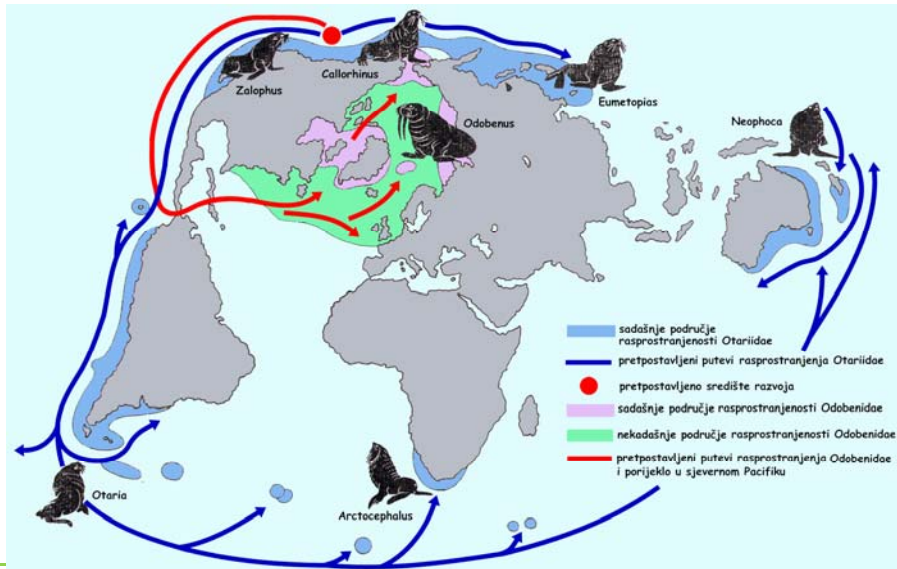 Zalophus
Callorhinus
Eumetopias
Odobenus
Neophoca
Otaria
Arctocephalus
sadašnje područje
rasprostranjenosti Otariidae
pretpostavljeni putevi rasprostranjenja Otariidae
pretpostavljeno središte razvoja
sadašnje područje rasprostranjenosti Odobenidae
nekadašnje područje rasprostranjenosti Odobenidae
pretpostavljeni putevi rasprostranjenja Odobenidae
i porijeklo u sjevernom Pacifiku